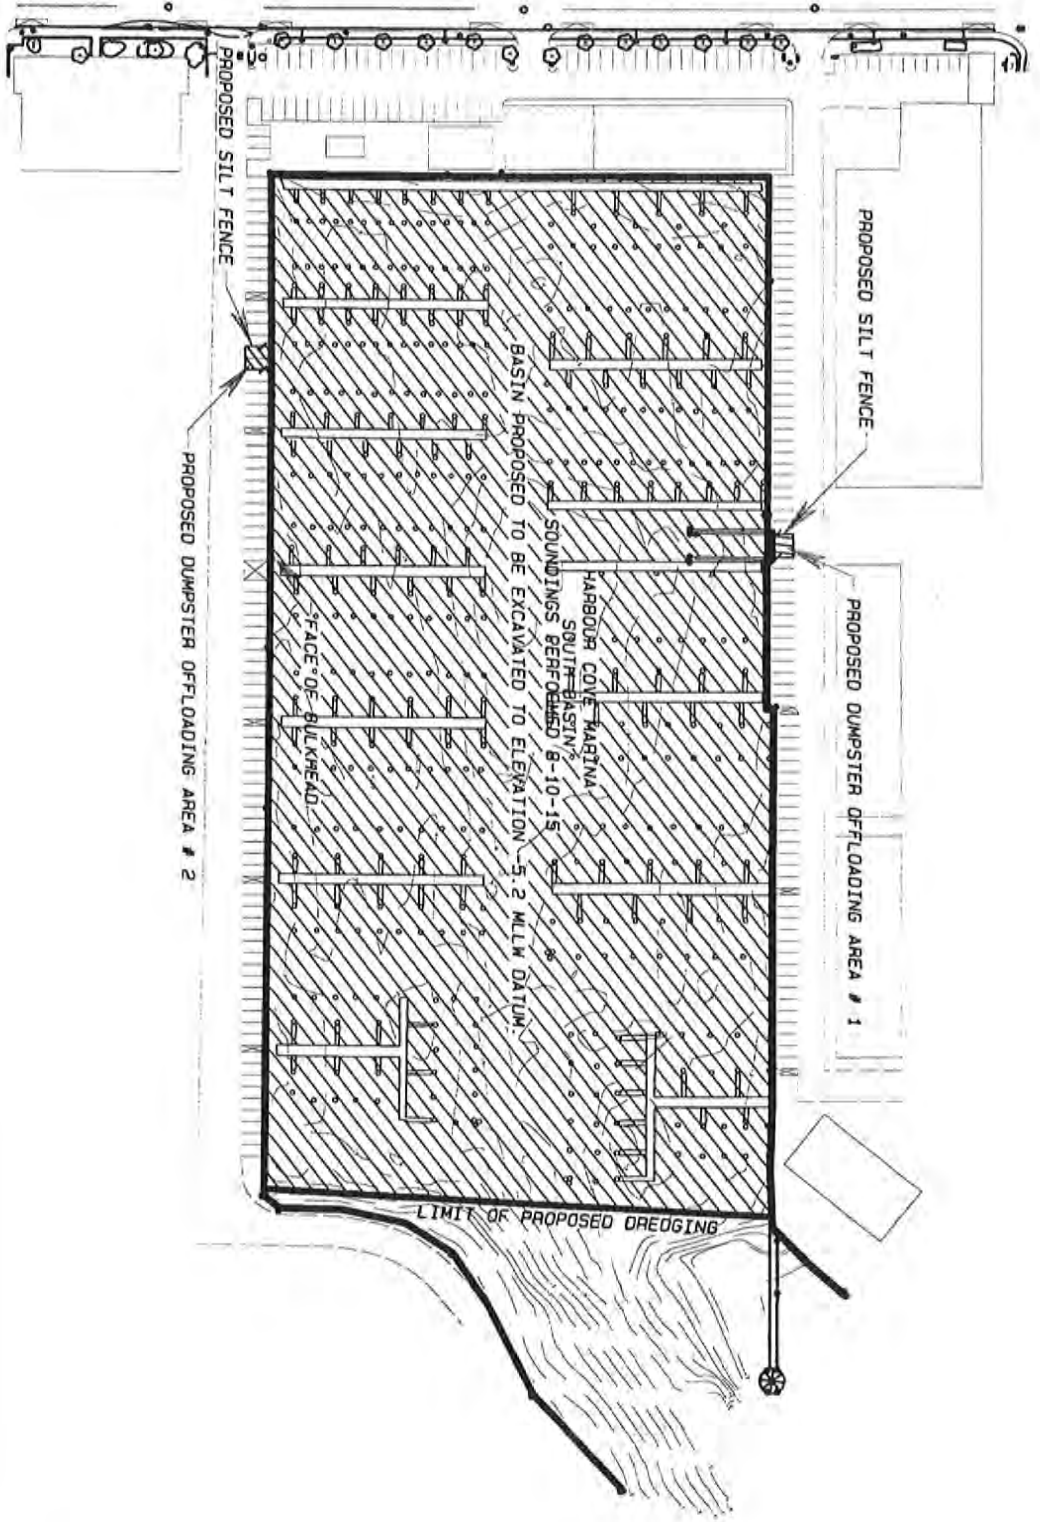 PROPOSED SILT FENCE
PROPOSED DUMPSTER OFFLOADING AREA # 1
HARBOUR COVE MARINA
"SOUTH BASIN"
SOUNDINGS PERFORMED 8-10-15
BASIN PROPOSED TO BE EXCAVATED TO ELEVATION -5.2 MLLW DATUM.
"FACE OF BULKHEAD"
PROPOSED SILT FENCE
PROPOSED DUMPSTER OFFLOADING AREA # 2
LIMIT OF PROPOSED DREDGING